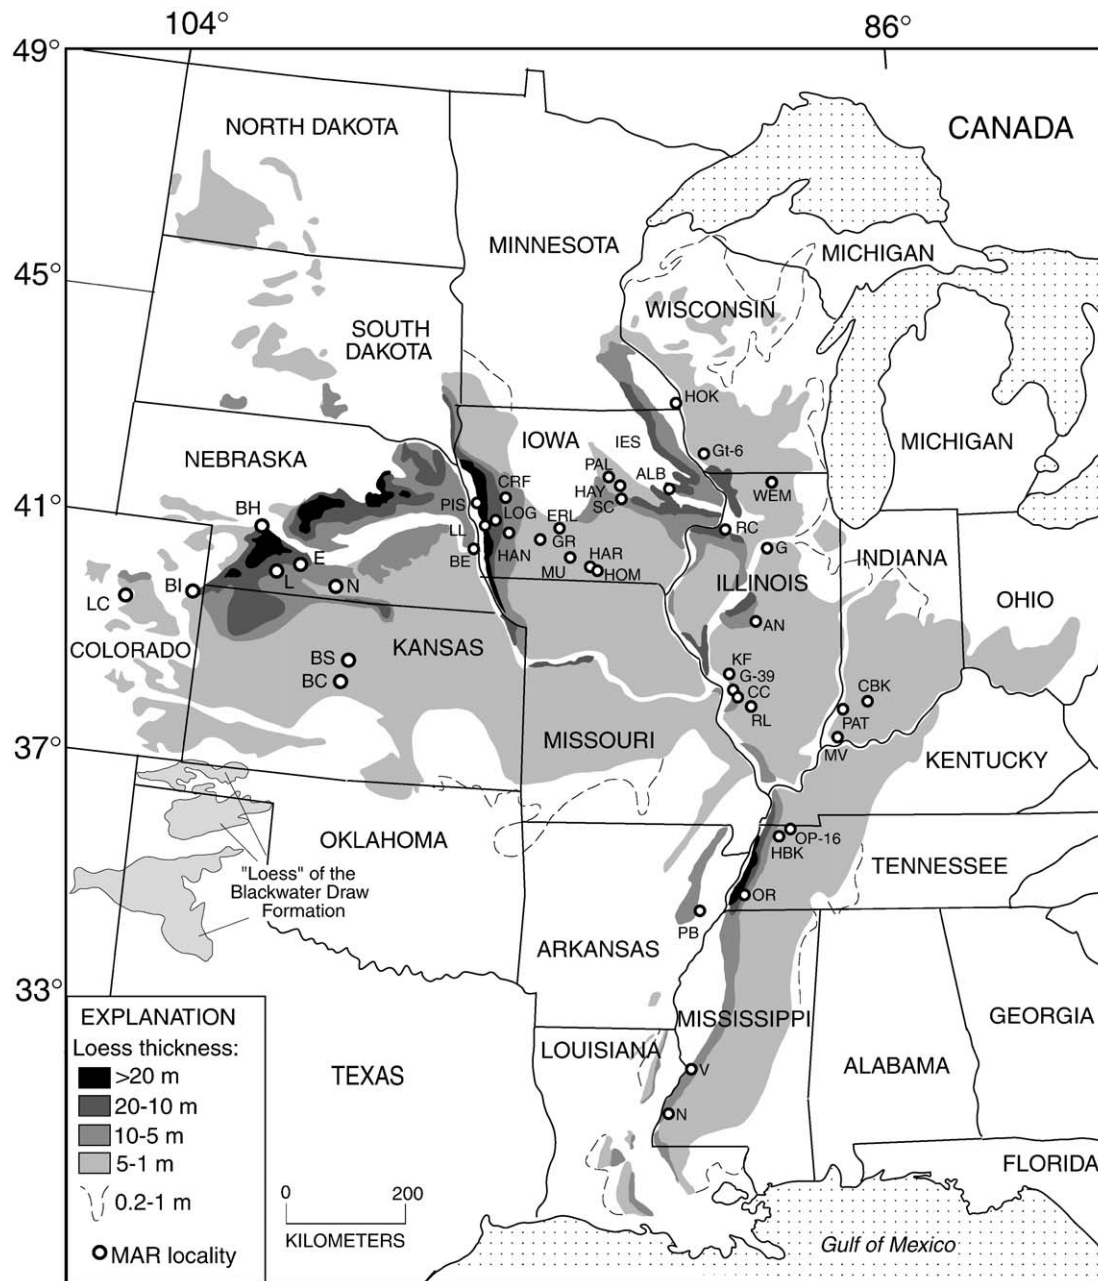 104°
86°
49°
CANADA
NORTH DAKOTA
MINNESOTA
MICHIGAN
45°
WISCONSIN
SOUTH
DAKOTA
HOK
IOWA
IES
Gt-6
MICHIGAN
NEBRASKA
PAL
ALB
CRF
HAY
WEM
41°
BH
PIS
LOG
SC
ERL
RC
LL
E
HAN
GR
HAR
G
INDIANA
BE
MU
HOM
ILLINOIS
L
N
BI
LC
OHIO
COLORADO
KANSAS
AN
BS
KF
BC
G-39
CC
CBK
RL
PAT
37°
MISSOURI
MV
KENTUCKY
OKLAHOMA
OP-16
HBK
TENNESSEE
"Loess" of the
Blackwater Draw
Formation
OR
PB
ARKANSAS
33°
MISSISSIPPI
GEORGIA
EXPLANATION
Loess thickness:
>20 m
20-10 m
10-5 m
5-1 m
0.2-1 m
MAR locality
LOUISIANA
ALABAMA
TEXAS
V
N
FLORIDA
0
200
KILOMETERS
Gulf of Mexico